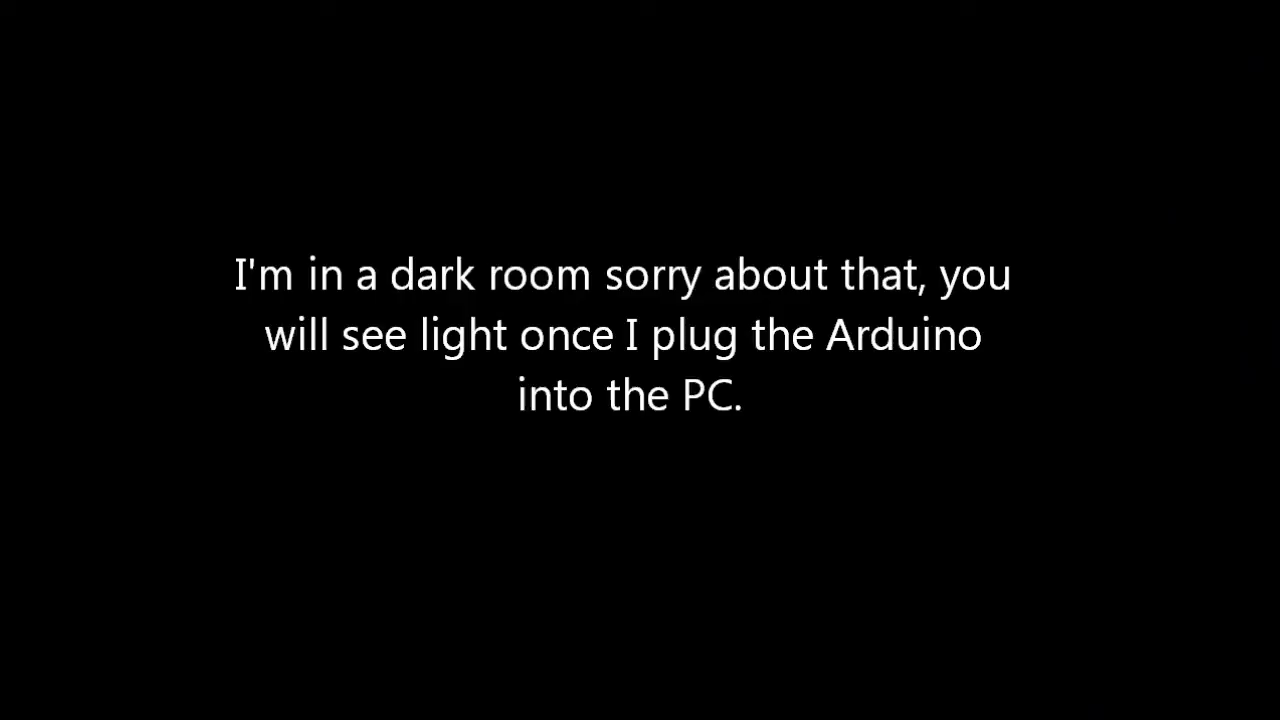 I'm in a dark room sorry about that, you
will see light once I plug the Arduino
into the PC.